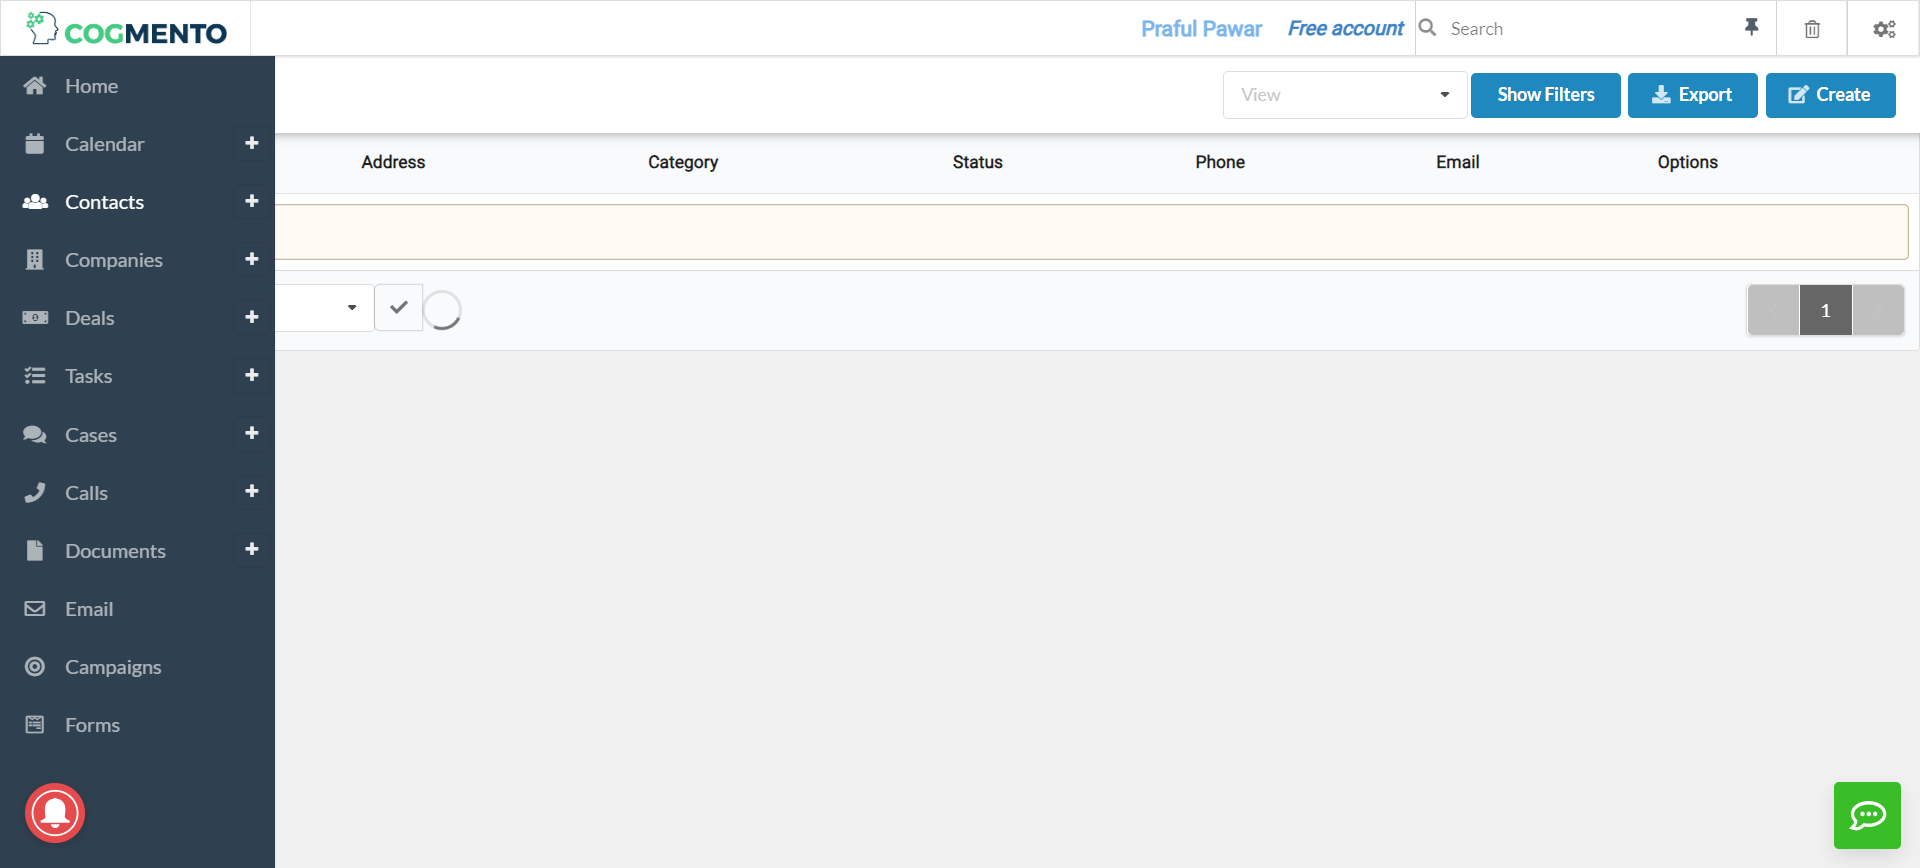 COGMENTO
Praful Pawar
Free account
Search
Home
Calendar
Contacts
Companies
Deals
Tasks
Cases
Calls
Documents
Email
Campaigns
Forms
View
Show Filters
Export
Create
Address
Category
Status
Phone
Email
Options
1